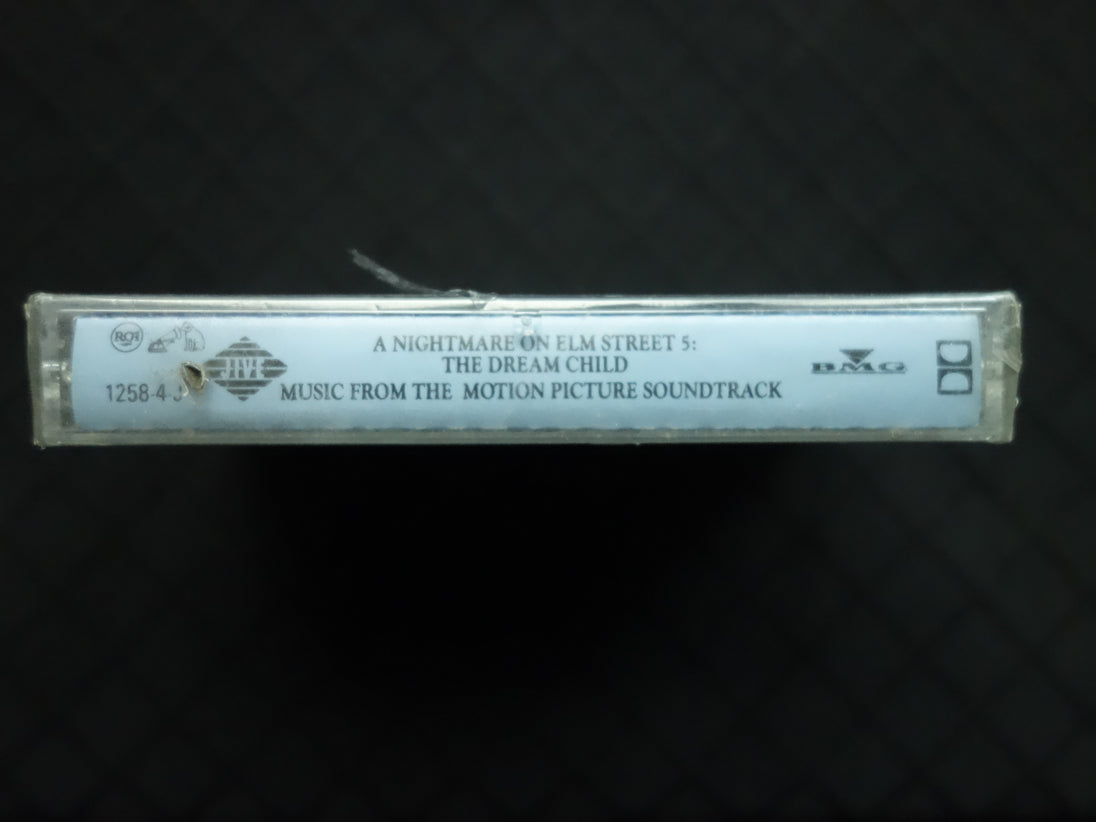 RCA
JIVE
1258-4-J
A NIGHTMARE ON ELM STREET 5:
THE DREAM CHILD
MUSIC FROM THE MOTION PICTURE SOUNDTRACK
BMG